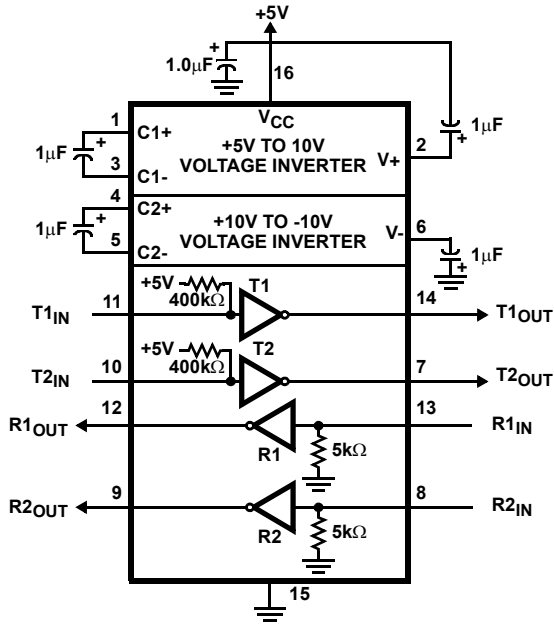 +5V
+
1.0μF
16
VCC
1
C1+
+5V TO 10V
VOLTAGE INVERTER
2
V+
+
1μF
1μF
+
3
C1-
4
C2+
+10V TO -10V
VOLTAGE INVERTER
V-
6
1μF
+
5
C2-
1μF
+
+5V
400kΩ
T1
T1IN
11
14
T1OUT
+5V
400kΩ
T2
T2IN
10
7
T2OUT
R1OUT
12
13
R1IN
R1
5kΩ
R2OUT
9
8
R2IN
R2
5kΩ
15